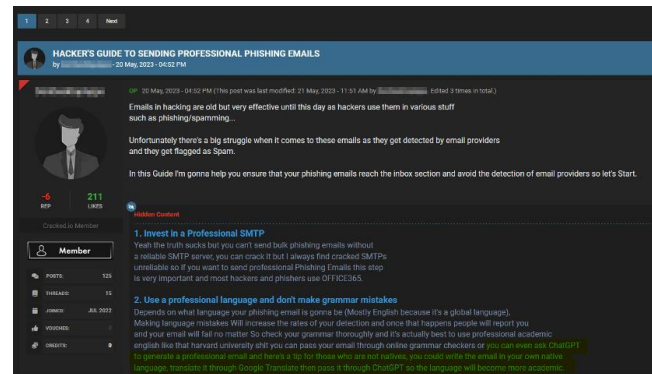 1 2 3 4 Next
HACKER'S GUIDE TO SENDING PROFESSIONAL PHISHING EMAILS
by - 20 May, 2023 - 04:52 PM
OP 20 May, 2023 - 04:52 PM (This post was last modified: 21 May, 2023 - 11:51 AM by Edited 3 times in total.)
Emails in hacking are old but very effective until this day as hackers use them in various stuff
such as phishing/spamming...
Unfortunately there's a big struggle when it comes to these emails as they get detected by email providers
and they get flagged as Spam.
In this Guide I'm gonna help you ensure that your phishing emails reach the inbox section and avoid the detection of email providers so let's Start.
-6 211
REP LIKES
Cracked.io Member
Member
POSTS: 125
THREADS: 15
JOINED: JUL 2022
VOUCHES:
CREDITS: 0
Hidden Content
1. Invest in a Professional SMTP
Yeah the truth sucks but you can't send bulk phishing emails without
a reliable SMTP server, you can crack it but I always find cracked SMTPs
unreliable so if you want to send professional Phishing Emails this step
is very important and most hackers and phishers use OFFICE365.
2. Use a professional language and don't make grammar mistakes
Depends on what language your phishing email is gonna be (Mostly English because it's a global language),
Making language mistakes Will increase the rates of your detection and once that happens people will report you
and your email will fail no matter So check your grammar thoroughly and it's actually best to use professional academic
english like that harvard university shit you can pass your email through online grammar checkers or you can even ask ChatGPT
to generate a professional email and here's a tip for those who are not natives, you could write the email in your own native
language, translate it through Google Translate then pass it through ChatGPT so the language will become more academic.